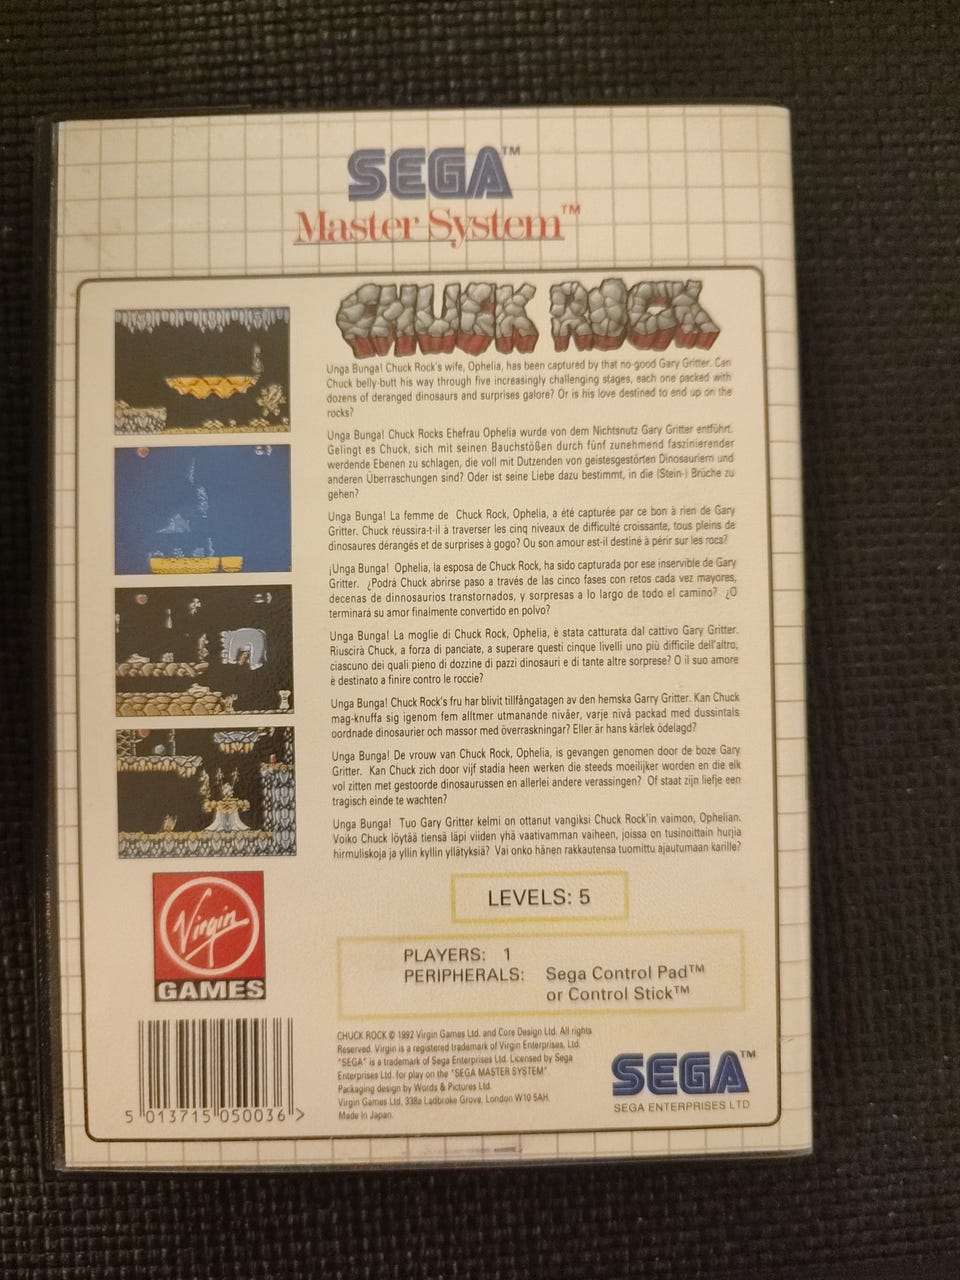 SEGA™
Master System™
CHUCK ROCK
Unga Bunga! Chuck Rock's wife, Ophelia, has been captured by that no-good Gary Gritter. Can
Chuck belly-butt his way through five increasingly challenging stages, each one packed with
dozens of deranged dinosaurs and surprises galore? Or is his love destined to end up on the
rocks?
Unga Bunga! Chuck Rocks Ehefrau Ophelia wurde von dem Nichtsnutz Gary Gritter entführt.
Gelingt es Chuck, sich mit seinen Bauchstößen durch fünf zunehmend faszinierender
werdende Ebenen zu schlagen, die voll mit Dutzenden von geistesgestörten Dinosauriern und
anderen Überraschungen sind? Oder ist seine Liebe dazu bestimmt, in die (Stein-) Brüche zu
gehen?
Unga Bunga! La femme de Chuck Rock, Ophelia, a été capturée par ce bon à rien de Gary
Gritter. Chuck réussira-t-il à traverser les cinq niveaux de difficulté croissante, tous pleins de
dinosaures dérangés et de surprises à gogo? Ou son amour est-il destiné à périr sur les rocs?
¡Unga Bunga! Ophelia, la esposa de Chuck Rock, ha sido capturada por ese inservible de Gary
Gritter. ¿Podrá Chuck abrirse paso a través de las cinco fases con retos cada vez mayores,
decenas de dinnosaurios transtornados, y sorpresas a lo largo de todo el camino? ¿O
terminará su amor finalmente convertido en polvo?
Unga Bunga! La moglie di Chuck Rock, Ophelia, è stata catturata dal cattivo Gary Gritter.
Riuscirà Chuck, a forza di panciate, a superare questi cinque livelli uno più difficile dell'altro,
ciascuno dei quali pieno di dozzine di pazzi dinosauri e di tante altre sorprese? O il suo amore
è destinato a finire contro le roccie?
Unga Bunga! Chuck Rock's fru har blivit tillfångatagen av den hemska Garry Gritter. Kan Chuck
mag-knuffa sig igenom fem alltmer utmanande nivåer, varje nivå packad med dussintals
oordnade dinosaurier och massor med överraskningar? Eller är hans kärlek ödelagd?
Unga Bunga! De vrouw van Chuck Rock, Ophelia, is gevangen genomen door de boze Gary
Gritter. Kan Chuck zich door vijf stadia heen werken die steeds moeilijker worden en die elk
vol zitten met gestoorde dinosaurussen en allerlei andere verassingen? Of staat zijn liefje een
tragisch einde te wachten?
Unga Bunga! Tuo Gary Gritter kelmi on ottanut vangiksi Chuck Rock'in vaimon, Ophelian.
Voiko Chuck löytää tiensä läpi viiden yhä vaativamman vaiheen, joissa on tusinoittain hurjia
hirmuliskoja ja yllin kyllin yllätyksiä? Vai onko hänen rakkautensa tuomittu ajautumaan karille?
LEVELS: 5
PLAYERS: 1
PERIPHERALS: Sega Control Pad™
or Control Stick™
Virgin
GAMES
CHUCK ROCK © 1992 Virgin Games Ltd. and Core Design Ltd. All rights
Reserved. Virgin is a registered trademark of Virgin Enterprises, Ltd.
"SEGA" is a trademark of Sega Enterprises Ltd. Licensed by Sega
Enterprises Ltd. for play on the "SEGA MASTER SYSTEM".
Packaging design by Words & Pictures Ltd.
Virgin Games Ltd, 338a Ladbroke Grove, London W10 5AH.
Made in Japan.
5 013715 050036 >
SEGA™
SEGA ENTERPRISES LTD